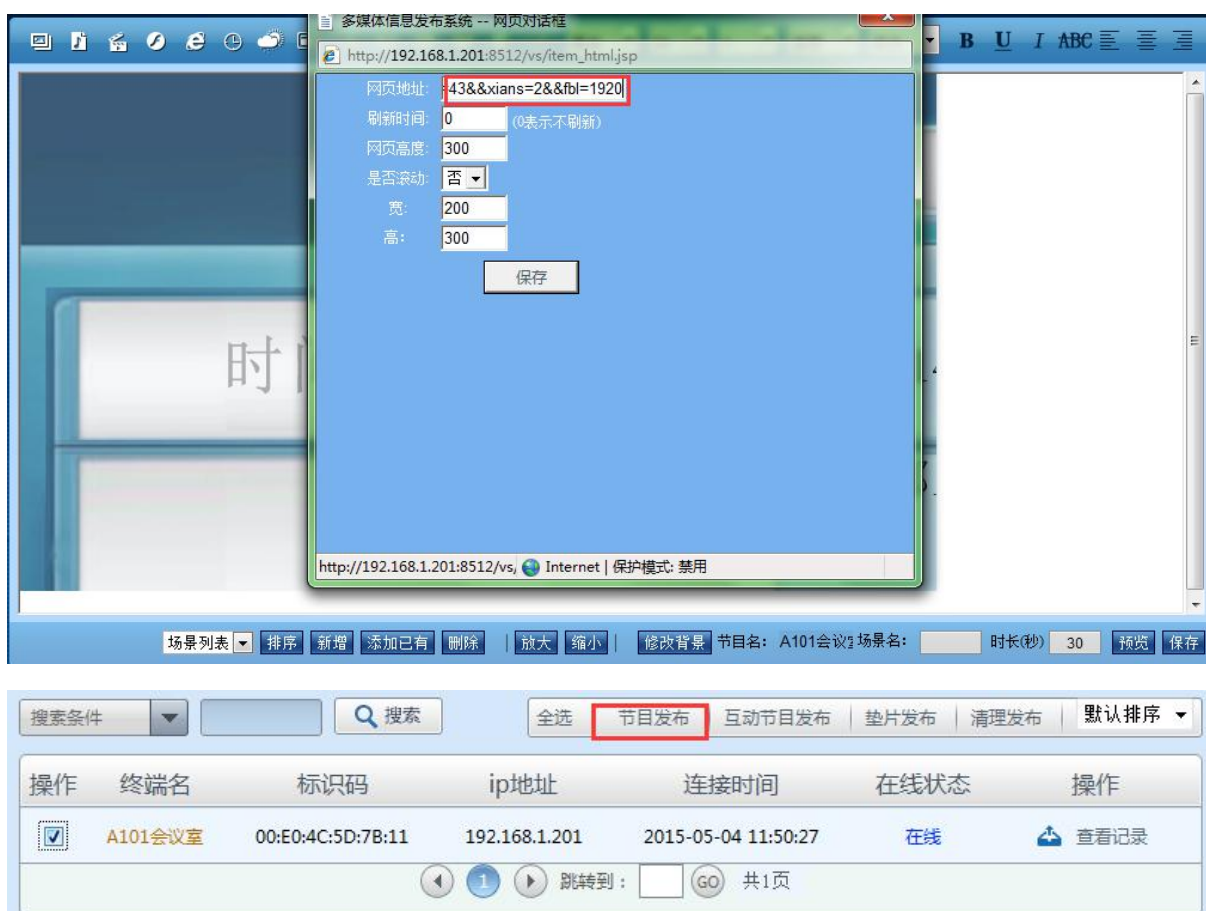 多媒体信息发布系统 -- 网页对话框
http://192.168.1.201:8512/vs/item_html.jsp
B U I ABC
网页地址: 43&&xians=2&&fbl=1920
刷新时间: 0 (0表示不刷新)
网页高度: 300
是否滚动: 否
宽: 200
高: 300
保存
时
http://192.168.1.201:8512/vs/ Internet | 保护模式: 禁用
场景列表 排序 新增 添加已有 删除 | 放大 缩小 | 修改背景 节目名: A101会议 场景名: 时长(秒) 30 预览 保存
搜素条件 搜索 全选 节目发布 互动节目发布 垫片发布 清理发布 默认排序
操作 终端名 标识码 ip地址 连接时间 在线状态 操作
A101会议室 00:E0:4C:5D:7B:11 192.168.1.201 2015-05-04 11:50:27 在线 查看记录
1 跳转到: GO 共1页